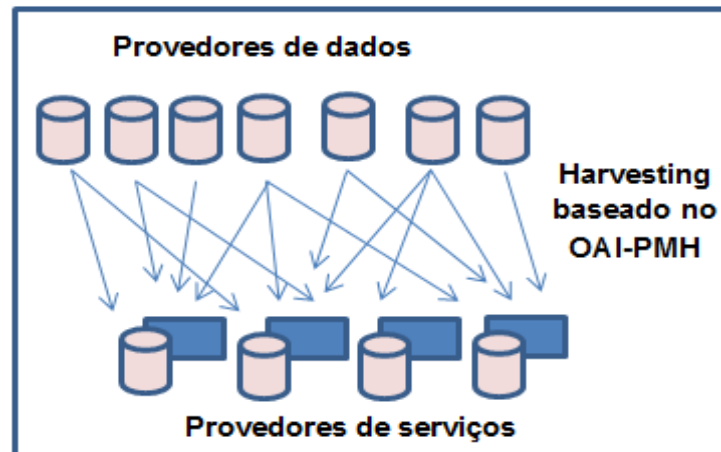 Provedores de dados
Harvesting
baseado no
OAI-PMH
Provedores de serviços